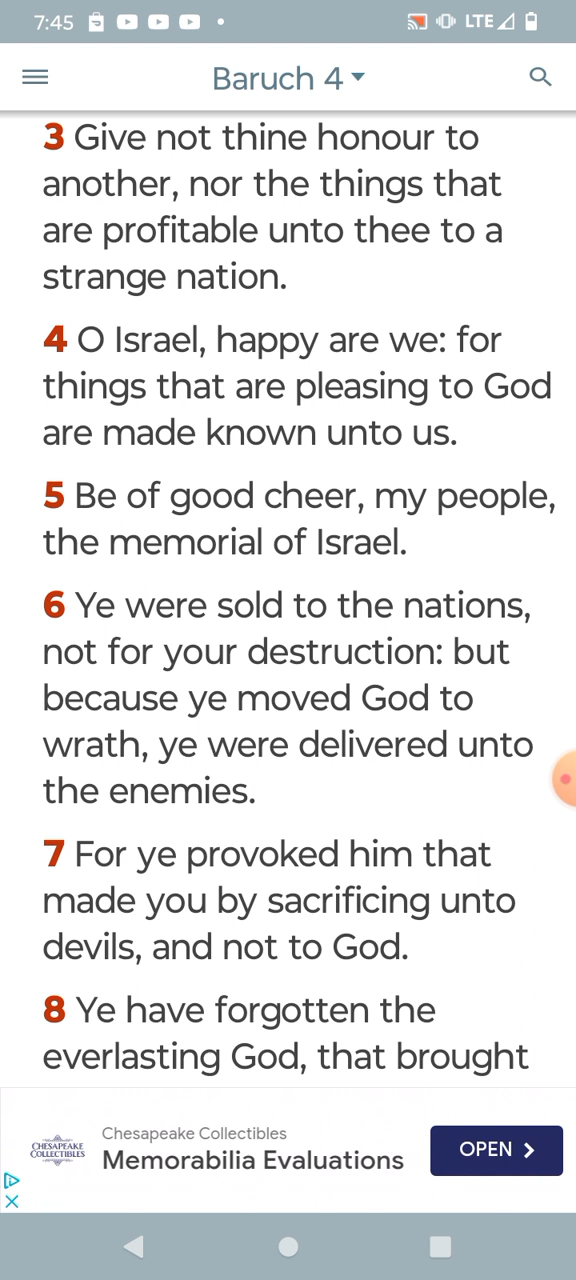 7:45 LTE
Baruch 4
3 Give not thine honour to
another, nor the things that
are profitable unto thee to a
strange nation.
4 O Israel, happy are we: for
things that are pleasing to God
are made known unto us.
5 Be of good cheer, my people,
the memorial of Israel.
6 Ye were sold to the nations,
not for your destruction: but
because ye moved God to
wrath, ye were delivered unto
the enemies.
7 For ye provoked him that
made you by sacrificing unto
devils, and not to God.
8 Ye have forgotten the
everlasting God, that brought
CHESAPEAKE
COLLECTIBLES
Chesapeake Collectibles
Memorabilia Evaluations
OPEN